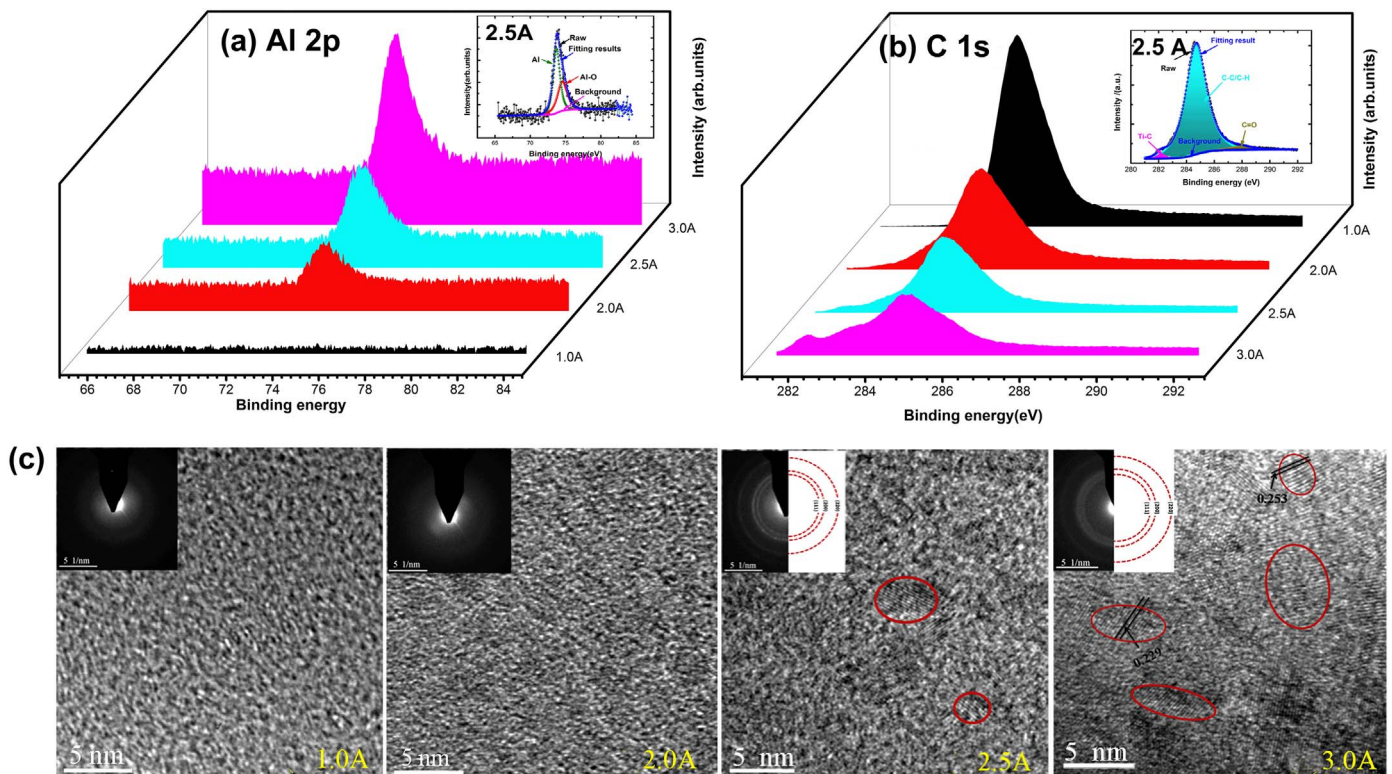 (a) Al 2p
2.5A
Raw
Fitting results
Al
Al-O
Background
Intensity(arb.units)
65 70 75 80 85
Binding energy(eV)
Intensity (arb.units)
3.0A
2.5A
2.0A
1.0A
66 68 70 72 74 76 78 80 82 84
Binding energy
(b) C 1s
2.5 A
Fitting result
Raw
C-C/C-H
C=O
Ti-C
Background
Intensity /(a.u.)
280 282 284 286 288 290 292
Binding energy (eV)
Intensity (arb.units)
1.0A
2.0A
2.5A
3.0A
282 284 286 288 290 292
Binding energy(eV)
(c)
5 1/nm
5 nm
1.0A
5 1/nm
5 nm
2.0A
5 1/nm
(111)
(200)
(220)
5 nm
2.5A
5 1/nm
(111)
(200)
(220)
0.253
0.229
5 nm
3.0A